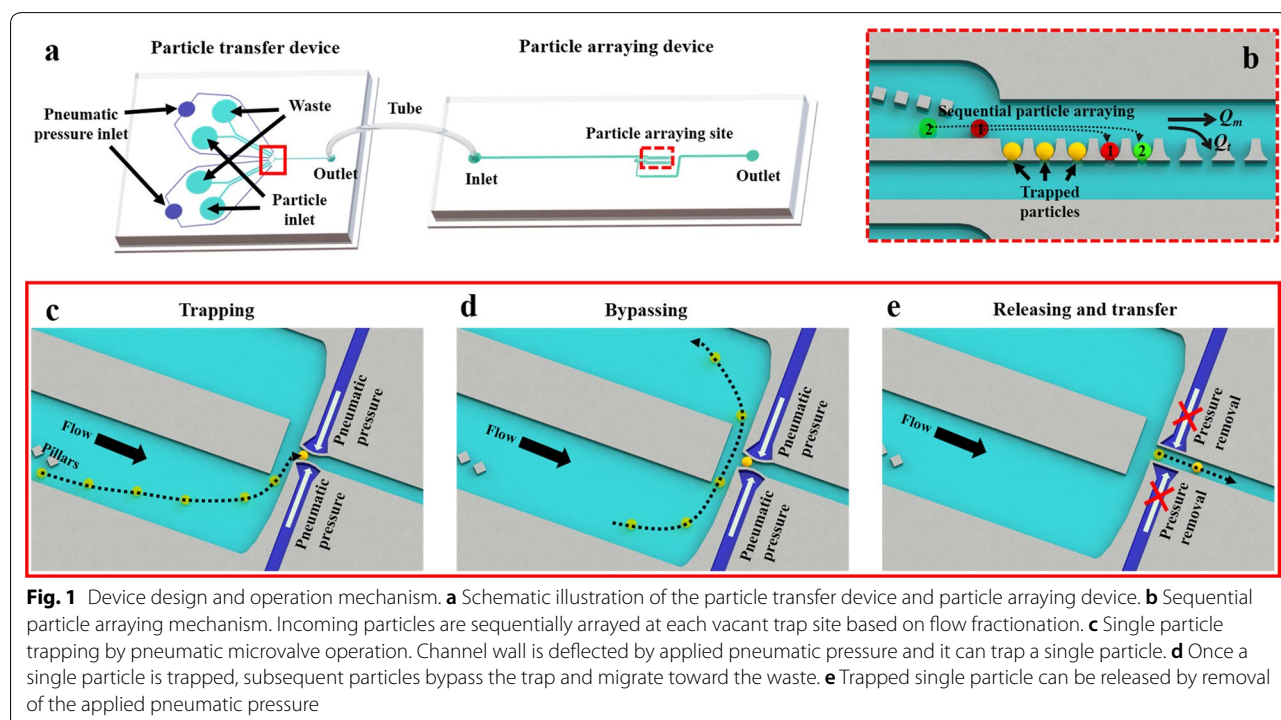 a
Particle transfer device
Particle arraying device
b
Pneumatic
pressure inlet
Waste
Tube
Particle
inlet
Outlet
Inlet
Particle arraying site
Outlet
Sequential particle arraying
2
1
Qm
Qt
1
2
Trapped
particles
c
Trapping
Flow
Pillars
Pneumatic
pressure
Pneumatic
pressure
d
Bypassing
Flow
Pneumatic
pressure
Pneumatic
pressure
e
Releasing and transfer
Flow
Pressure
removal
Pressure
removal
Fig. 1 Device design and operation mechanism. a Schematic illustration of the particle transfer device and particle arraying device. b Sequential
particle arraying mechanism. Incoming particles are sequentially arrayed at each vacant trap site based on flow fractionation. c Single particle
trapping by pneumatic microvalve operation. Channel wall is deflected by applied pneumatic pressure and it can trap a single particle. d Once a
single particle is trapped, subsequent particles bypass the trap and migrate toward the waste. e Trapped single particle can be released by removal
of the applied pneumatic pressure